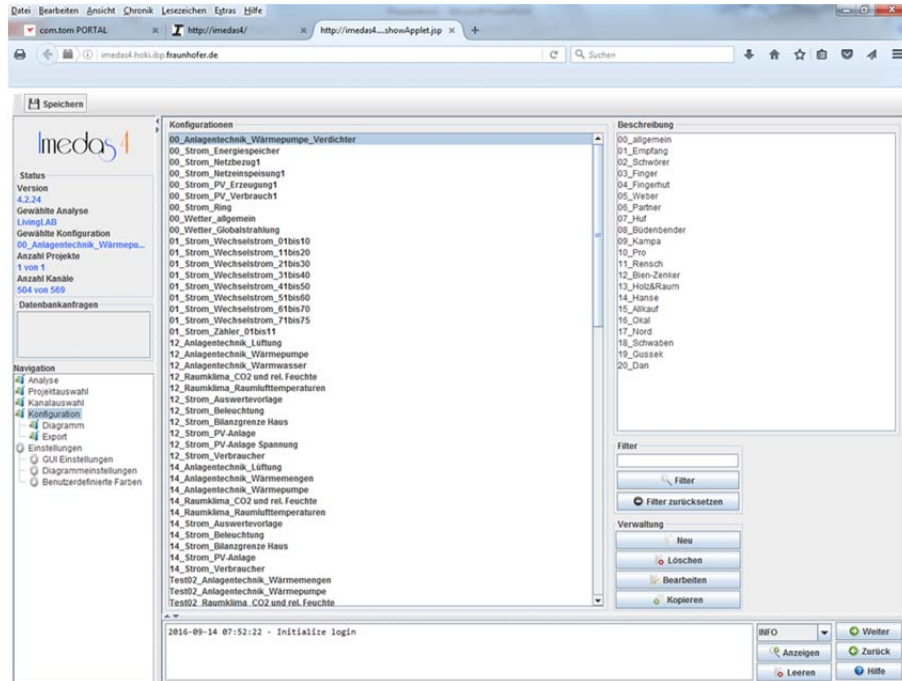 Datei Bearbeiten Ansicht Chronik Lesezeichen Extras Hilfe
com.tom PORTAL × http://imedas4/ × http://imedas4....showApplet.jsp × +
imedas4.hoki.ibp.fraunhofer.de
Suchen
Speichern
Imedas 4
Status
Version
4.2.24
Gewählte Analyse
LivingLAB
Gewählte Konfiguration
00_Anlagentechnik_Wärmepu...
Anzahl Projekte
1 von 1
Anzahl Kanäle
504 von 569
Datenbankanfragen
Navigation
Analyse
Projektauswahl
Kanalauswahl
Konfiguration
Diagramm
Export
Einstellungen
GUI Einstellungen
Diagrammeinstellungen
Benutzerdefinierte Farben
Konfigurationen
00_Anlagentechnik_Wärmepumpe_Verdichter
00_Strom_Energiespeicher
00_Strom_Netzbezug1
00_Strom_Netzeinspeisung1
00_Strom_PV_Erzeugung1
00_Strom_PV_Verbrauch1
00_Strom_Ring
00_Wetter_allgemein
00_Wetter_Globalstrahlung
01_Strom_Wechselstrom_01bis10
01_Strom_Wechselstrom_11bis20
01_Strom_Wechselstrom_21bis30
01_Strom_Wechselstrom_31bis40
01_Strom_Wechselstrom_41bis50
01_Strom_Wechselstrom_51bis60
01_Strom_Wechselstrom_61bis70
01_Strom_Wechselstrom_71bis75
01_Strom_Zähler_01bis11
12_Anlagentechnik_Lüftung
12_Anlagentechnik_Wärmepumpe
12_Anlagentechnik_Warmwasser
12_Raumklima_CO2 und rel. Feuchte
12_Raumklima_Raumlufttemperaturen
12_Strom_Auswertevorlage
12_Strom_Beleuchtung
12_Strom_Bilanzgrenze Haus
12_Strom_PV-Anlage
12_Strom_PV-Anlage Spannung
12_Strom_Verbraucher
14_Anlagentechnik_Lüftung
14_Anlagentechnik_Wärmemengen
14_Anlagentechnik_Wärmepumpe
14_Raumklima_CO2 und rel. Feuchte
14_Raumklima_Raumlufttemperaturen
14_Strom_Auswertevorlage
14_Strom_Beleuchtung
14_Strom_Bilanzgrenze Haus
14_Strom_PV-Anlage
14_Strom_Verbraucher
Test02_Anlagentechnik_Wärmemengen
Test02_Anlagentechnik_Wärmepumpe
Test02_Raumklima_CO2 und rel. Feuchte
Beschreibung
00_allgemein
01_Empfang
02_Schwörer
03_Finger
04_Fingerhut
05_Weber
06_Partner
07_Huf
08_Büdenbender
09_Kampa
10_Pro
11_Rensch
12_Bien-Zenker
13_Holz&Raum
14_Hanse
15_Allkauf
16_Okal
17_Nord
18_Schwaben
19_Gussek
20_Dan
Filter
Filter
Filter zurücksetzen
Verwaltung
Neu
Löschen
Bearbeiten
Kopieren
2016-09-14 07:52:22 - Initialize login
INFO
Weiter
Anzeigen
Zurück
Leeren
Hilfe